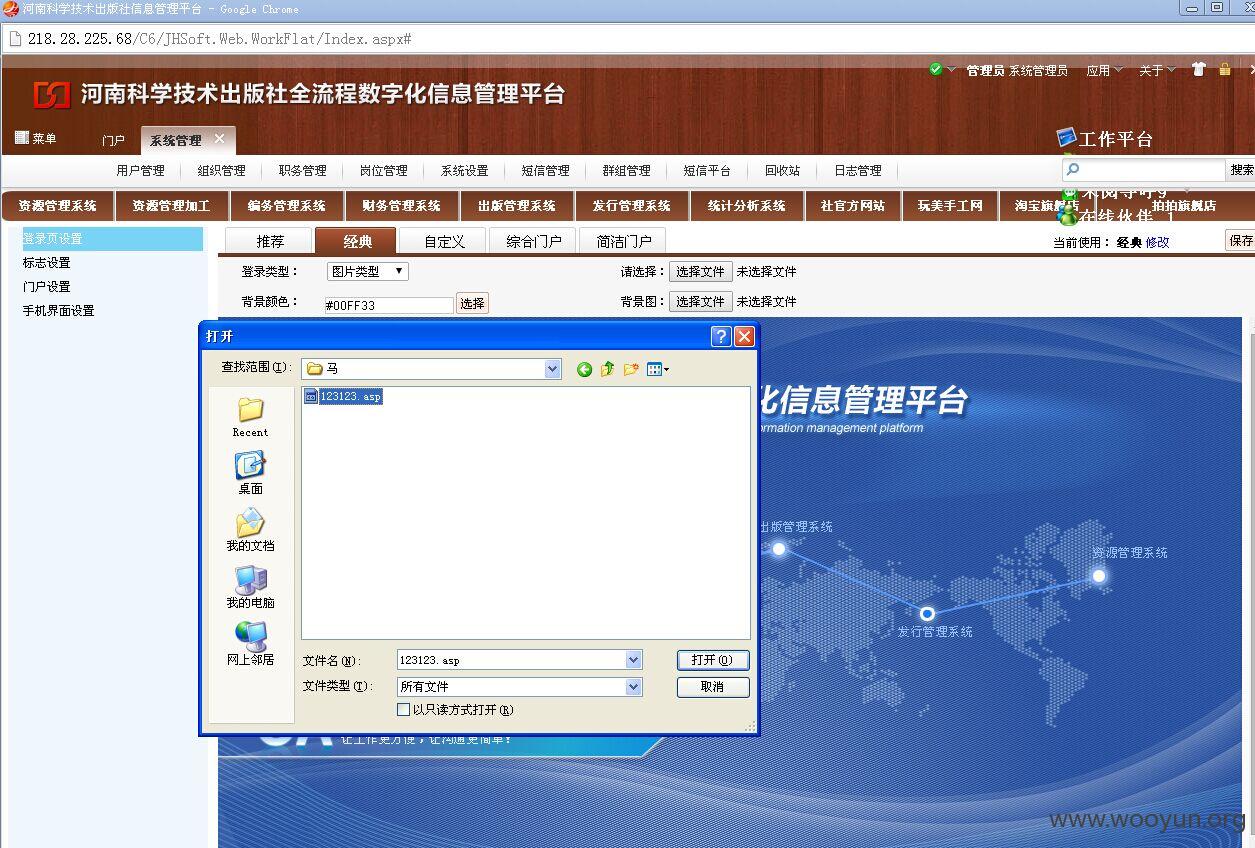 河南科学技术出版社信息管理平台 - Google Chrome
218.28.225.68/C6/JHSoft.Web.WorkFlat/Index.aspx#
管理员 系统管理员 应用 关于
河南科学技术出版社全流程数字化信息管理平台
菜单 门户 系统管理
工作平台
用户管理 组织管理 职务管理 岗位管理 系统设置 短信管理 群组管理 短信平台 回收站 日志管理
搜索
资源管理系统 资源管理加工 编务管理系统 财务管理系统 出版管理系统 发行管理系统 统计分析系统 社官方网站 玩美手工网 淘宝旗舰店 拍拍旗舰店
未阅寻呼9
在线伙伴 1
登录页设置
标志设置
门户设置
手机界面设置
推荐 经典 自定义 综合门户 简洁门户
当前使用： 经典 修改
保存
登录类型： 图片类型 请选择： 选择文件 未选择文件
背景颜色： #00FF33 选择 背景图： 选择文件 未选择文件
打开
查找范围(I): 马
123123.asp
Recent
桌面
我的文档
我的电脑
网上邻居
文件名(N): 123123.asp 打开(O)
文件类型(T): 所有文件 取消
以只读方式打开(R)
化信息管理平台
rmation management platform
出版管理系统
资源管理系统
发行管理系统
让工作更方便，让沟通更简单！
www.wooyun.org